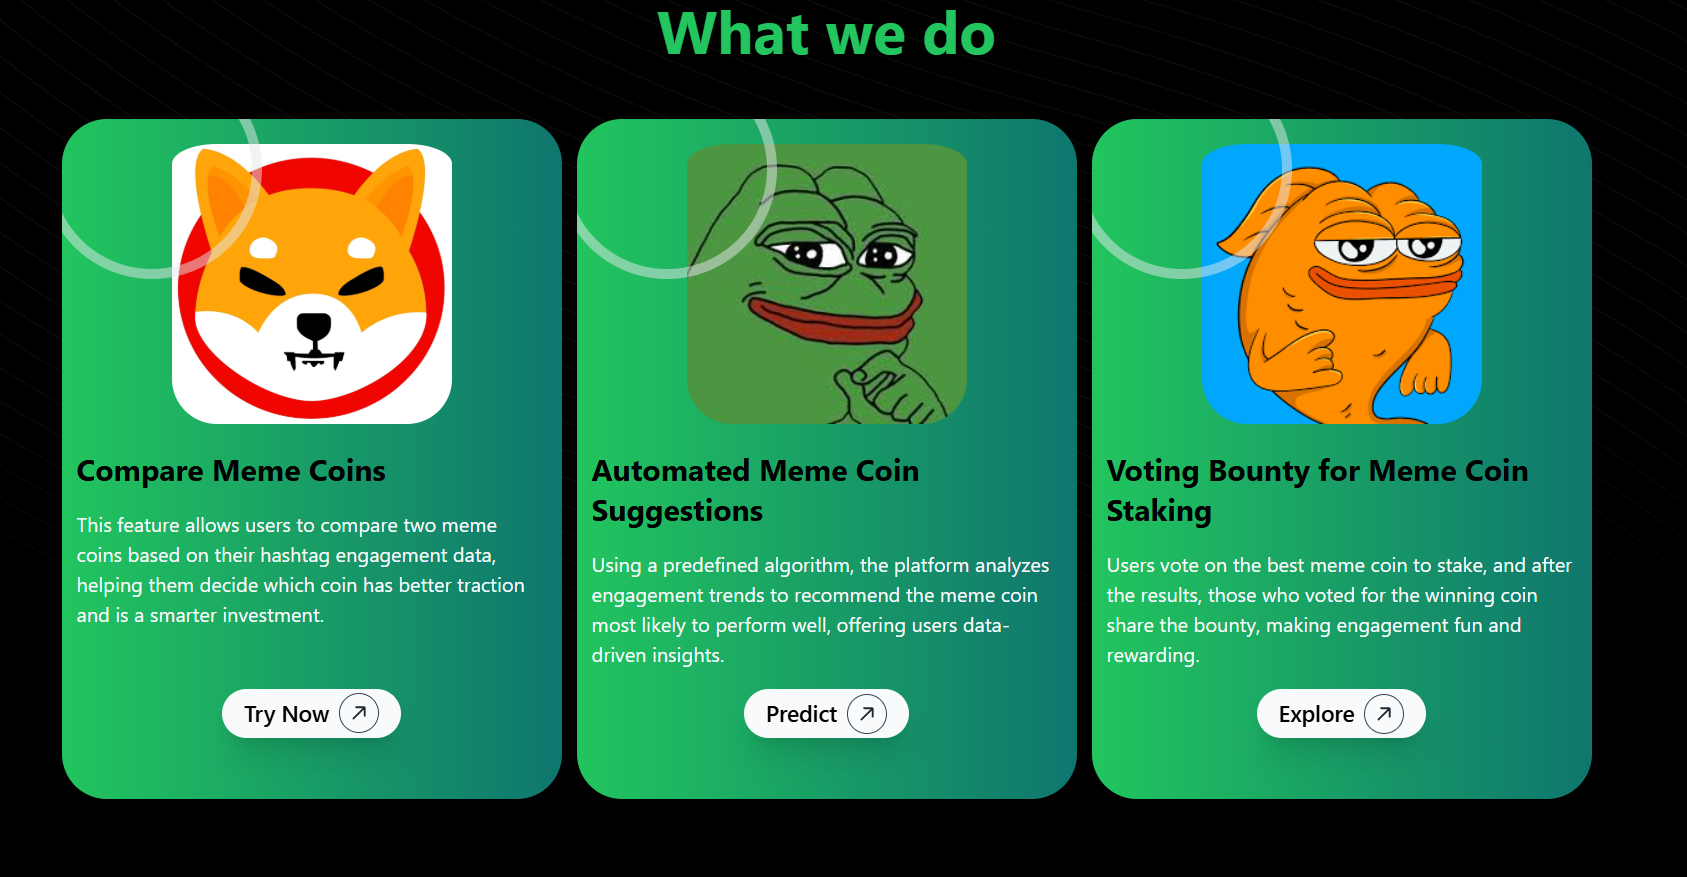 What we do
Compare Meme Coins
This feature allows users to compare two meme
coins based on their hashtag engagement data,
helping them decide which coin has better traction
and is a smarter investment.
Try Now
Automated Meme Coin
Suggestions
Using a predefined algorithm, the platform analyzes
engagement trends to recommend the meme coin
most likely to perform well, offering users data-
driven insights.
Predict
Voting Bounty for Meme Coin
Staking
Users vote on the best meme coin to stake, and after
the results, those who voted for the winning coin
share the bounty, making engagement fun and
rewarding.
Explore